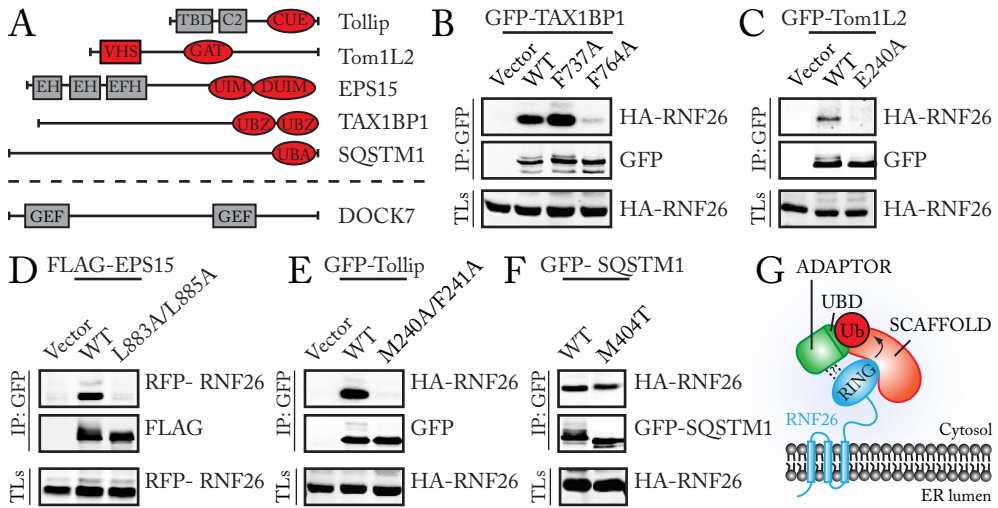 A
TBD C2 CUE Tollip
VHS GAT Tom1L2
EH EH EFH UIM DUIM EPS15
UBZ UBZ TAX1BP1
UBA SQSTM1
GEF GEF DOCK7
B
GFP-TAX1BP1
Vector WT F737A F764A
IP: GFP
HA-RNF26
GFP
TLs
HA-RNF26
C
GFP-Tom1L2
Vector WT E240A
IP: GFP
HA-RNF26
GFP
TLs
HA-RNF26
D
FLAG-EPS15
Vector WT L883A/L885A
IP: GFP
RFP- RNF26
FLAG
TLs
RFP- RNF26
E
GFP-Tollip
Vector WT M240A/F241A
IP: GFP
HA-RNF26
GFP
TLs
HA-RNF26
F
GFP- SQSTM1
WT M404T
IP: GFP
HA-RNF26
GFP-SQSTM1
TLs
HA-RNF26
G
ADAPTOR
UBD
Ub
SCAFFOLD
RING
RNF26
Cytosol
ER lumen